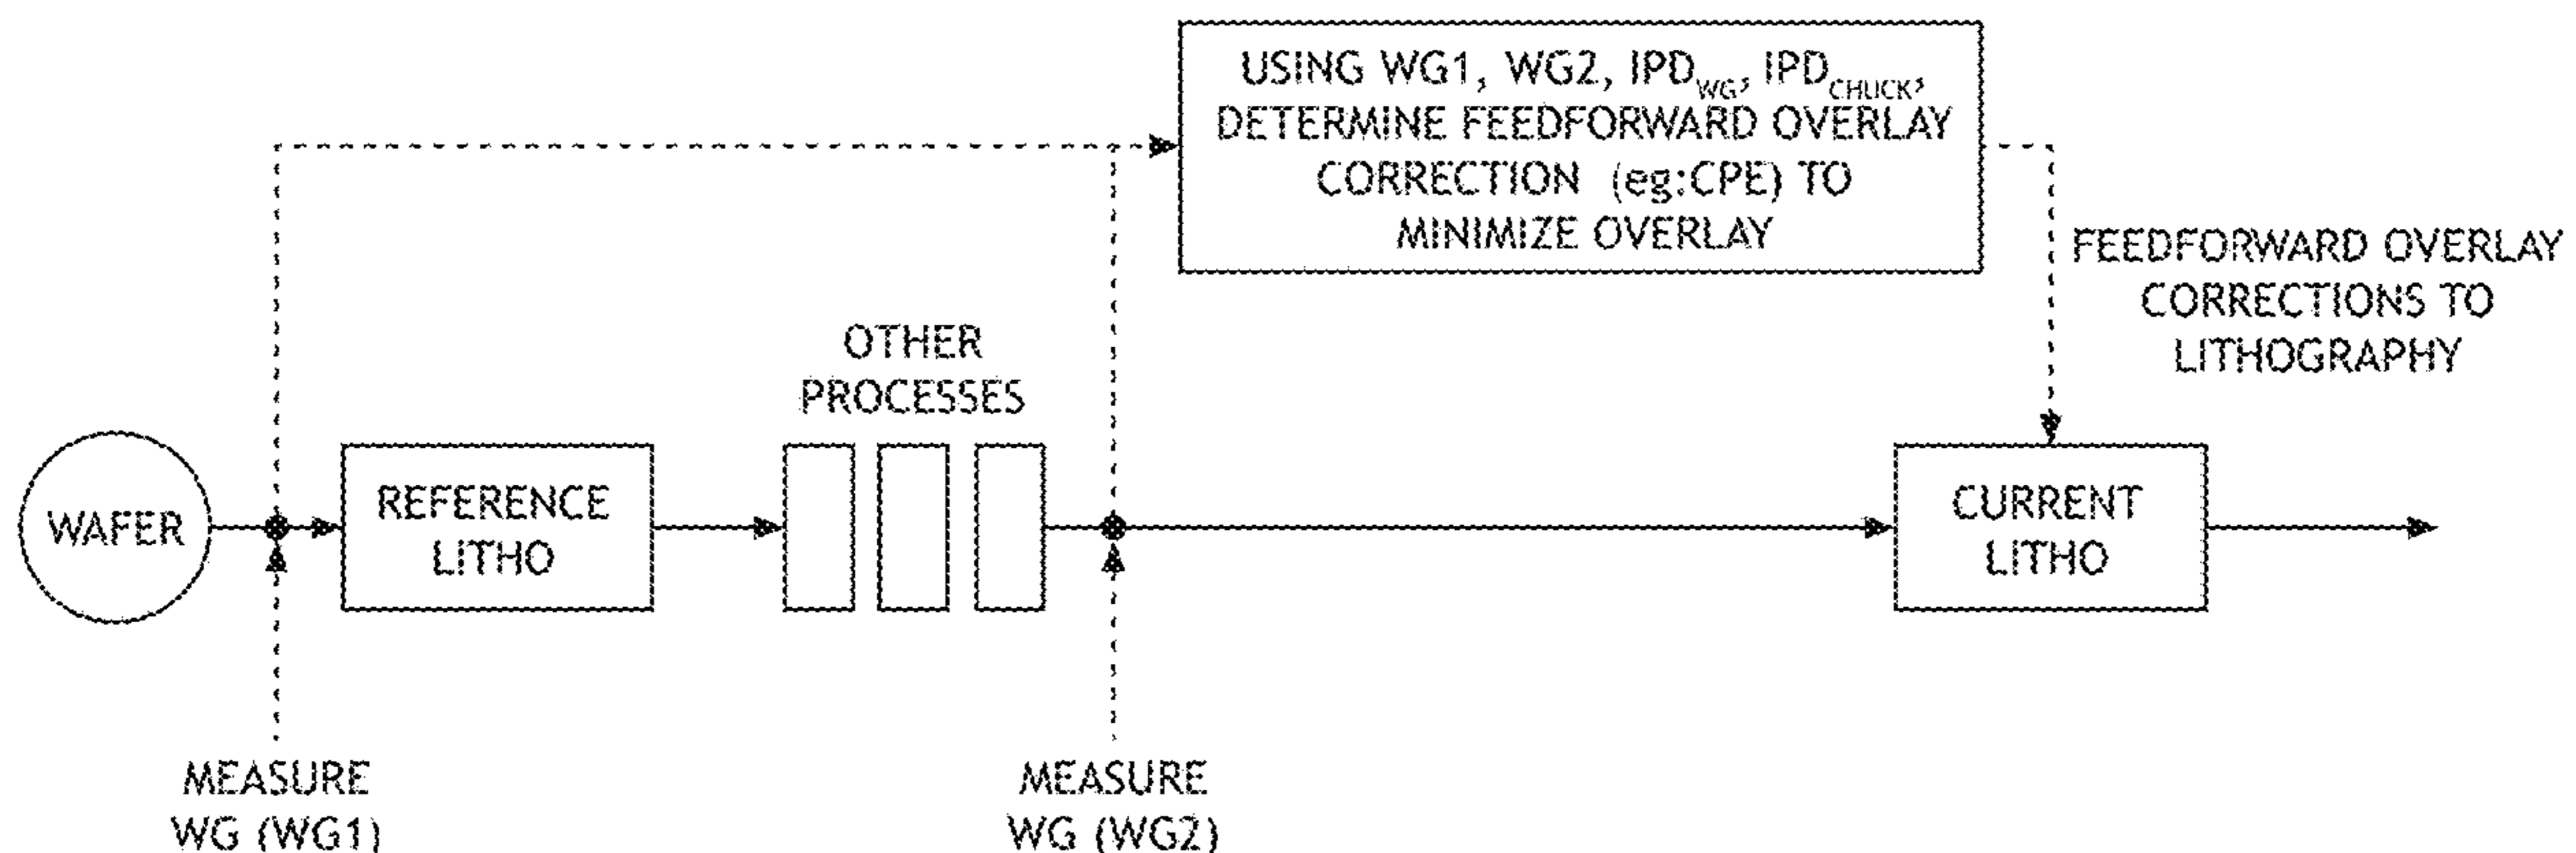 USING WG1, WG2, IPD_WG, IPD_CHUCK,
DETERMINE FEEDFORWARD OVERLAY
CORRECTION (eg:CPE) TO
MINIMIZE OVERLAY
FEEDFORWARD OVERLAY
CORRECTIONS TO
LITHOGRAPHY
OTHER
PROCESSES
WAFER
REFERENCE
LITHO
CURRENT
LITHO
MEASURE
WG (WG1)
MEASURE
WG (WG2)